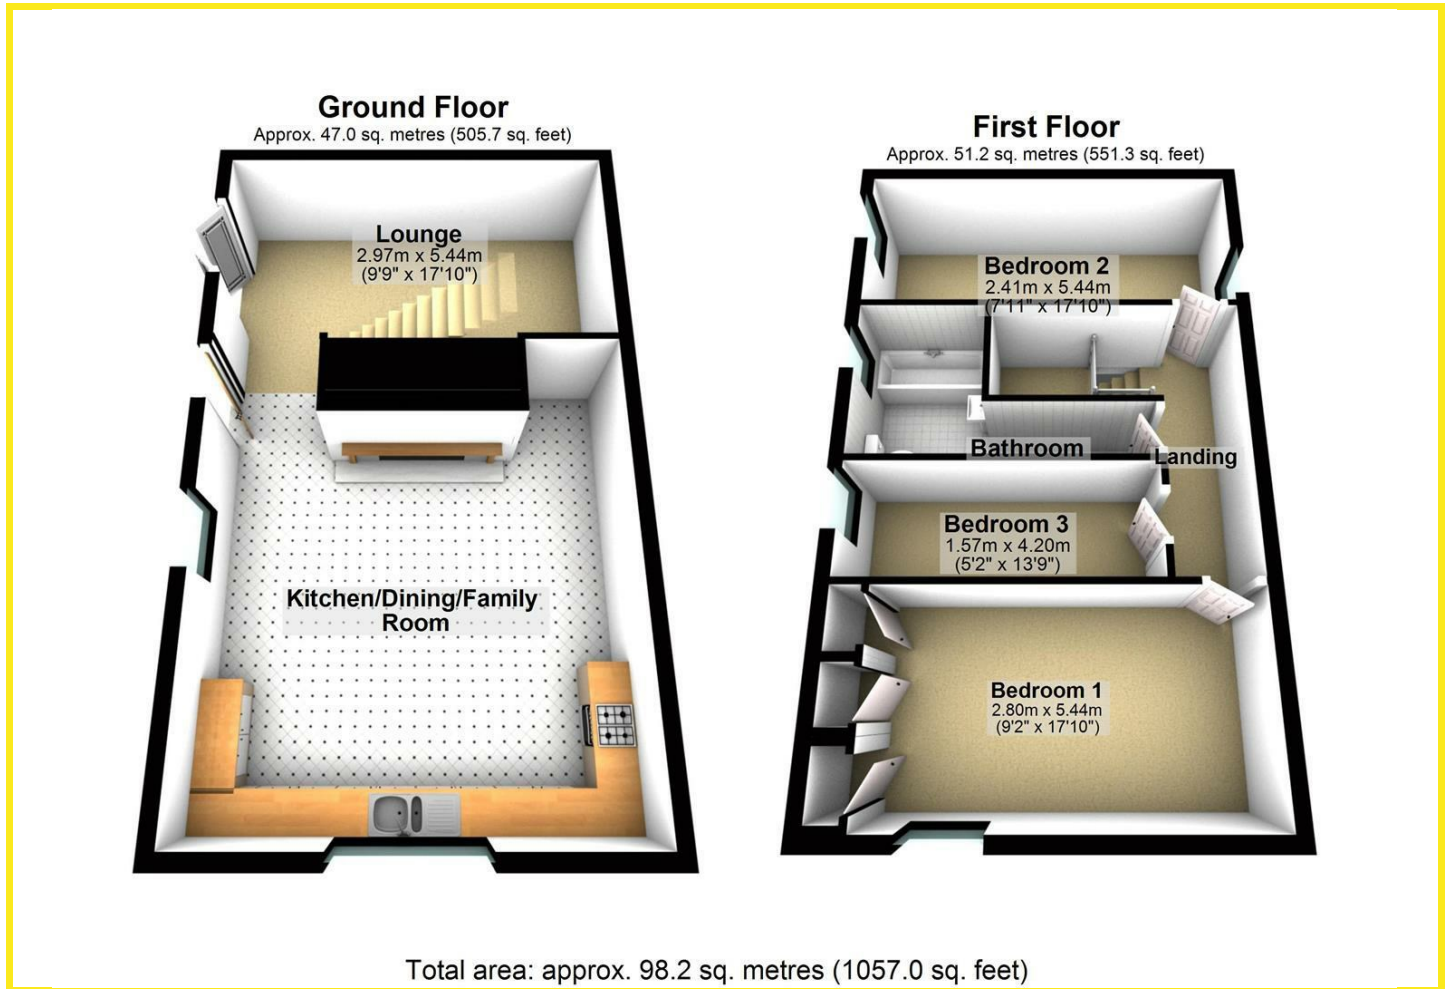 Ground Floor
Approx. 47.0 sq. metres (505.7 sq. feet)
Lounge
2.97m x 5.44m
(9'9" x 17'10")
Kitchen/Dining/Family
Room
First Floor
Approx. 51.2 sq. metres (551.3 sq. feet)
Bedroom 2
2.41m x 5.44m
(7'11" x 17'10")
Bathroom
Landing
Bedroom 3
1.57m x 4.20m
(5'2" x 13'9")
Bedroom 1
2.80m x 5.44m
(9'2" x 17'10")
Total area: approx. 98.2 sq. metres (1057.0 sq. feet)